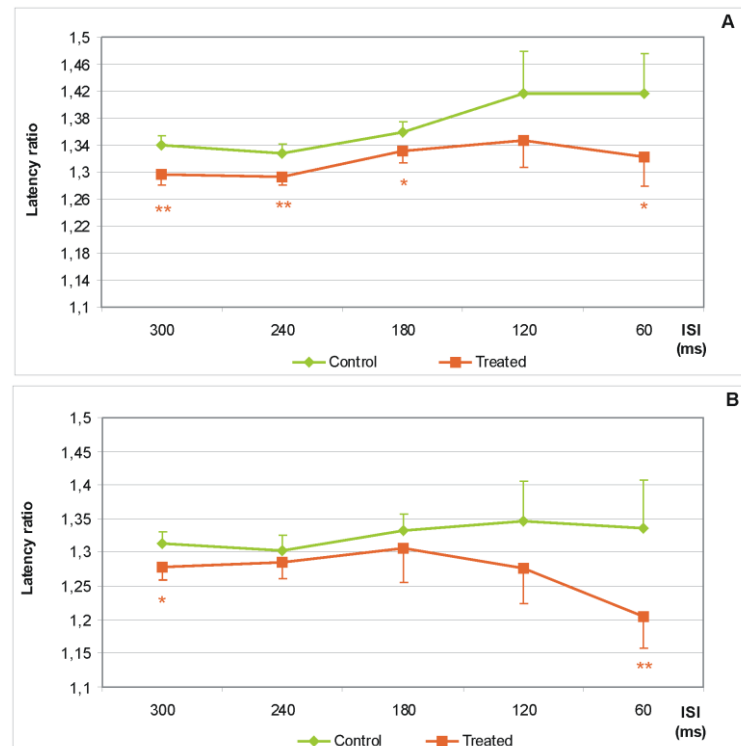 A
1,5
1,46
1,42
1,38
1,34
1,3
1,26
1,22
1,18
1,14
1,1
Latency ratio
** ** * *
300 240 180 120 60 ISI
(ms)
Control Treated
B
1,5
1,45
1,4
1,35
1,3
1,25
1,2
1,15
1,1
Latency ratio
* **
300 240 180 120 60 ISI
(ms)
Control Treated